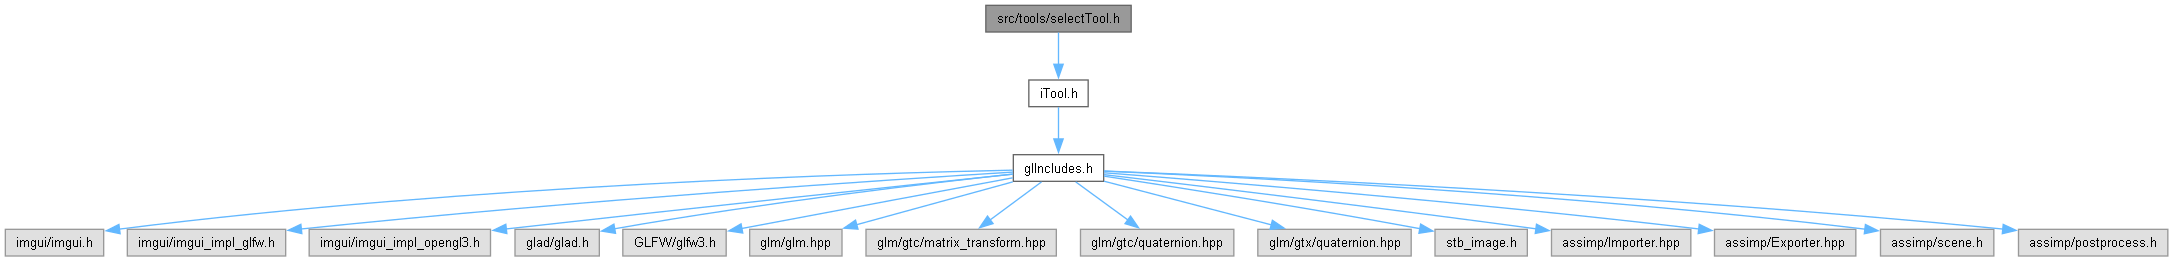 src/tools/selectTool.h
iTool.h
glIncludes.h
imgui/imgui.h
imgui/imgui_impl_glfw.h
imgui/imgui_impl_opengl3.h
glad/glad.h
GLFW/glfw3.h
glm/glm.hpp
glm/gtc/matrix_transform.hpp
glm/gtc/quaternion.hpp
glm/gtx/quaternion.hpp
stb_image.h
assimp/Importer.hpp
assimp/Exporter.hpp
assimp/scene.h
assimp/postprocess.h